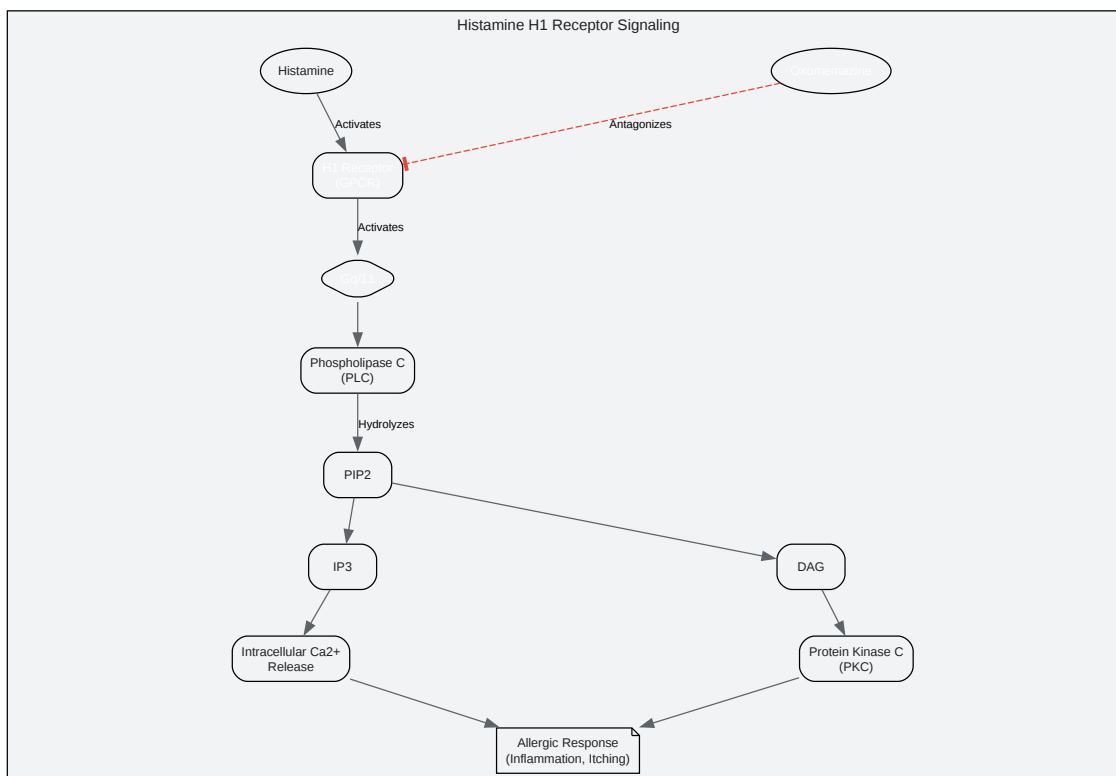 Histamine H1 Receptor Signaling
Histamine
Oxomemazine
Activates
Antagonizes
H1 Receptor
(GPCR)
Activates
Gq/11
Phospholipase C
(PLC)
Hydrolyzes
PIP2
IP3
DAG
Intracellular Ca2+
Release
Protein Kinase C
(PKC)
Allergic Response
(Inflammation, Itching)